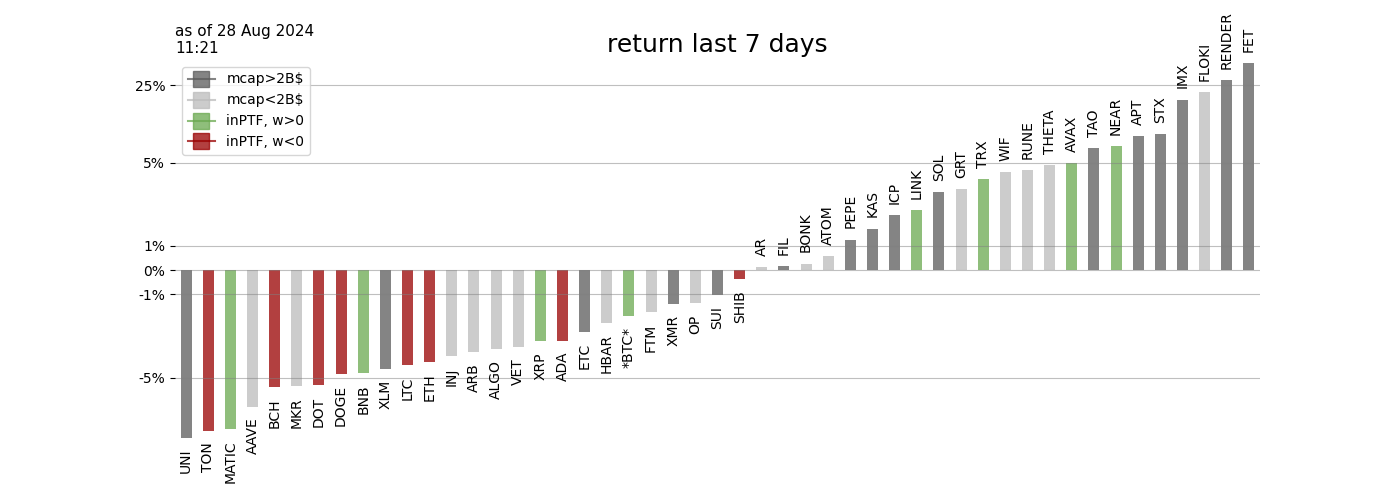 as of 28 Aug 2024
11:21
return last 7 days
mcap>2B$
mcap<2B$
inPTF, w>0
inPTF, w<0
25%
5%
1%
0%
-1%
-5%
UNI
TON
MATIC
AAVE
BCH
MKR
DOT
DOGE
BNB
XLM
LTC
ETH
INJ
ARB
ALGO
VET
XRP
ADA
ETC
HBAR
*BTC*
FTM
XMR
OP
SUI
SHIB
AR
FIL
BONK
ATOM
PEPE
KAS
ICP
LINK
SOL
GRT
TRX
WIF
RUNE
THETA
AVAX
TAO
NEAR
APT
STX
IMX
FLOKI
RENDER
FET